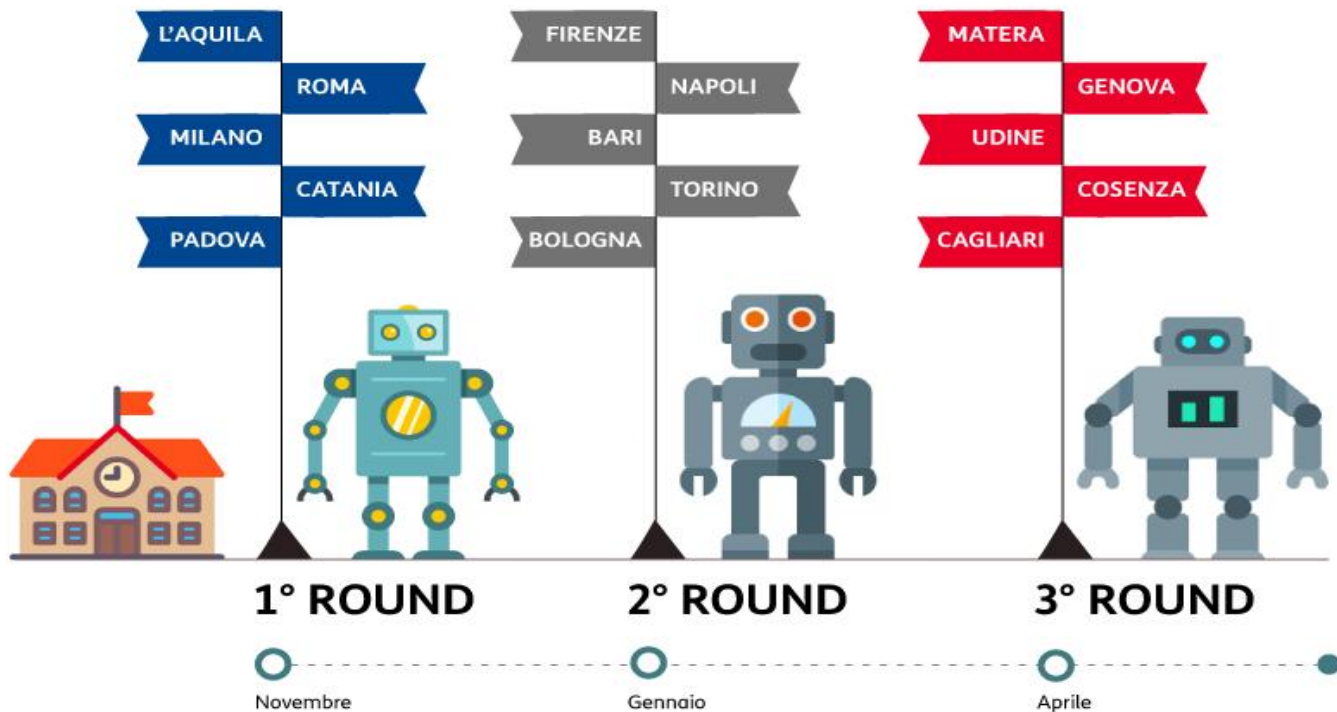 L'AQUILA
ROMA
MILANO
CATANIA
PADOVA
FIRENZE
NAPOLI
BARI
TORINO
BOLOGNA
MATERA
GENOVA
UDINE
COSENZA
CAGLIARI
1° ROUND
2° ROUND
3° ROUND
Novembre
Gennaio
Aprile